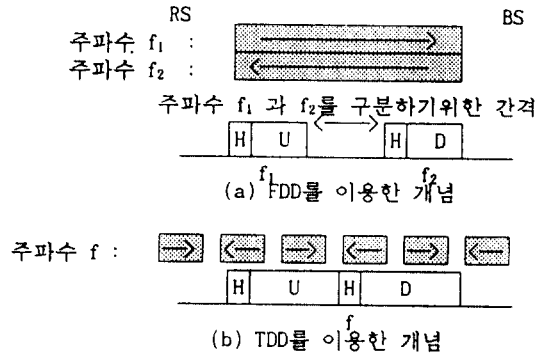 RS BS
주파수 f₁ :
주파수 f₂ :
주파수 f₁ 과 f₂를 구분하기위한 간격
H U H D
f₁ f₂
(a) FDD를 이용한 개념
주파수 f :
H U H D
f
(b) TDD를 이용한 개념